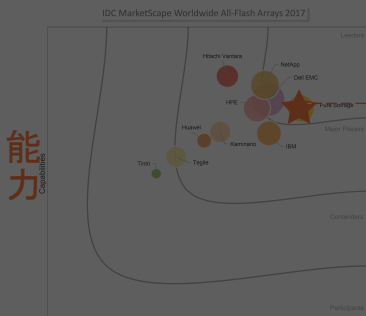 IDC MarketScape Worldwide All-Flash Arrays 2017
Leaders
Hitachi Vantara
NetApp
Dell EMC
HPE
Pure Storage
Major Players
Huawei
Kaminario
IBM
Tintri
Tegile
能力
Capabilities
Contenders
Participants